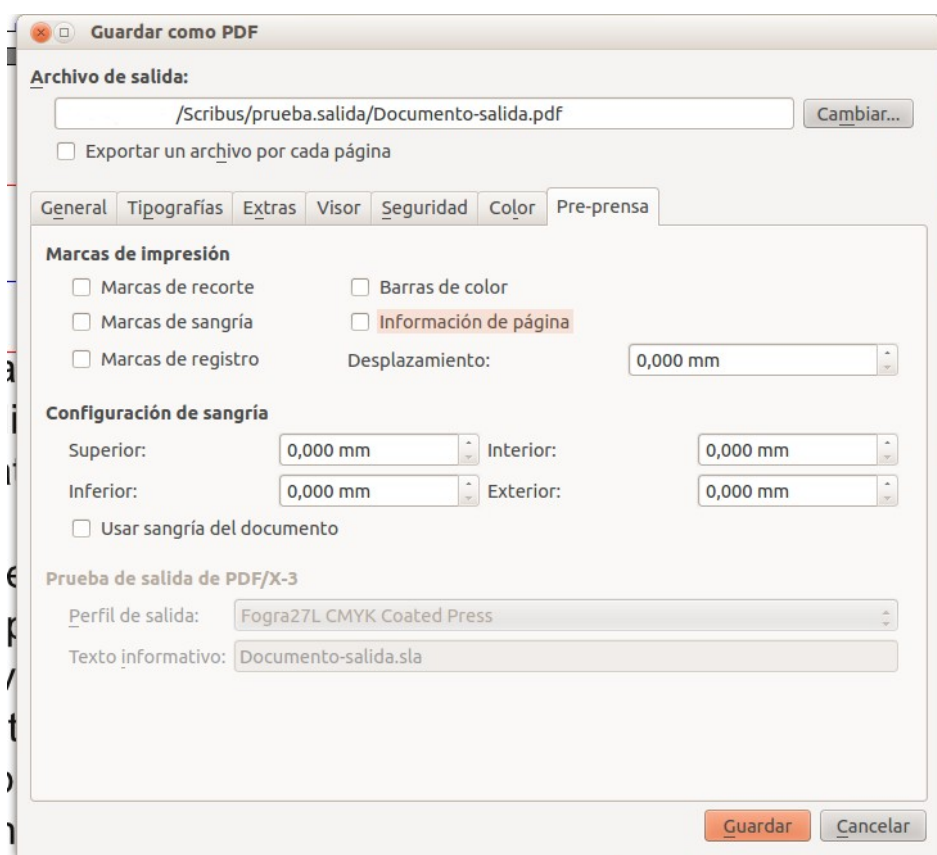 Guardar como PDF
Archivo de salida:
/Scribus/prueba.salida/Documento-salida.pdf Cambiar...
Exportar un archivo por cada página
General Tipografías Extras Visor Seguridad Color Pre-prensa
Marcas de impresión
Marcas de recorte Barras de color
Marcas de sangría Información de página
Marcas de registro Desplazamiento: 0,000 mm
Configuración de sangría
Superior: 0,000 mm Interior: 0,000 mm
Inferior: 0,000 mm Exterior: 0,000 mm
Usar sangría del documento
Prueba de salida de PDF/X-3
Perfil de salida: Fogra27L CMYK Coated Press
Texto informativo: Documento-salida.sla
Guardar Cancelar